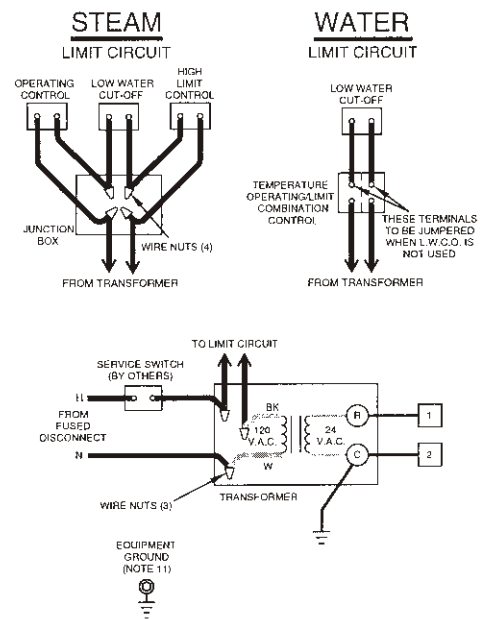 STEAM
LIMIT CIRCUIT
OPERATING
CONTROL
LOW WATER
CUT-OFF
HIGH
LIMIT
CONTROL
JUNCTION
BOX
WIRE NUTS (4)
FROM TRANSFORMER
WATER
LIMIT CIRCUIT
LOW WATER
CUT-OFF
TEMPERATURE
OPERATING/LIMIT
COMBINATION
CONTROL
THESE TERMINALS
TO BE JUMPERED
WHEN L.W.C.O. IS
NOT USED
FROM TRANSFORMER
TO LIMIT CIRCUIT
SERVICE SWITCH
(BY OTHERS)
H
FROM
FUSED
DISCONNECT
N
BK
120
V.A.C.
W
24
V.A.C.
R
1
C
2
WIRE NUTS (3)
TRANSFORMER
EQUIPMENT
GROUND
(NOTE 11)